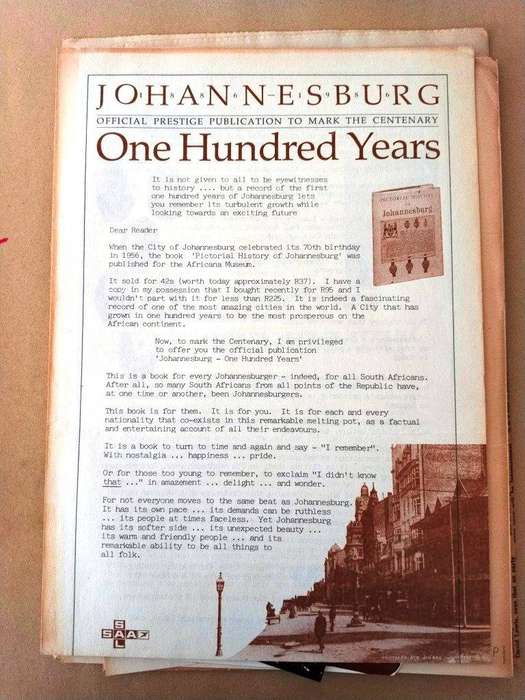 JOHANNESBURG
1886-1986
OFFICIAL PRESTIGE PUBLICATION TO MARK THE CENTENARY
One Hundred Years
It is not given to all to be eyewitnesses
to history .... but a record of the first
one hundred years of Johannesburg lets
you remember its turbulent growth while
looking towards an exciting future
Johannesburg
Dear Reader
When the City of Johannesburg celebrated its 70th birthday
in 1956, the book 'Pictorial History of Johannesburg' was
published for the Africana Museum.
It sold for 42s (worth today approximately R37). I have a
copy in my possession that I bought recently for R95 and I
wouldn't part with it for less than R225. It is indeed a fascinating
record of one of the most amazing cities in the world. A City that has
grown in one hundred years to be the most prosperous on the
African continent.
Now, to mark the Centenary, I am privileged
to offer you the official publication
'Johannesburg - One Hundred Years'
This is a book for every Johannesburger - indeed, for all South Africans.
After all, so many South Africans from all points of the Republic have,
at one time or another, been Johannesburgers.
This book is for them. It is for you. It is for each and every
nationality that co-exists in this remarkable melting pot, as a factual
and entertaining account of all their endeavours.
It is a book to turn to time and again and say - "I remember".
With nostalgia ... happiness ... pride.
Or for those too young to remember, to exclaim "I didn't know
that ..." in amazement ... delight ... and wonder.
For not everyone moves to the same beat as Johannesburg.
It has its own pace ... its demands can be ruthless
... its people at times faceless. Yet Johannesburg
has its softer side ... its unexpected beauty ...
its warm and friendly people ... and its
remarkable ability to be all things to
all folk.